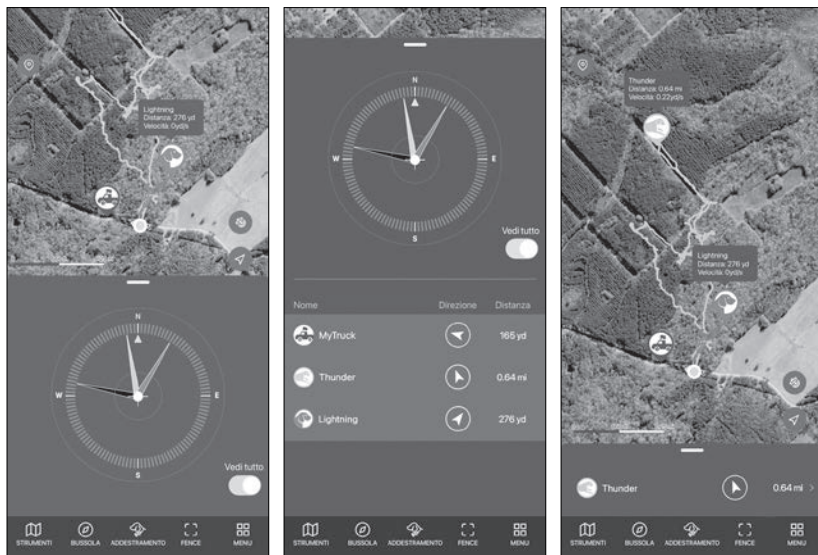 Lightning
Distanza: 276 yd
Velocità: 0yd/s
N
W
E
S
Vedi tutto
STRUMENTI BUSSOLA ADDESTRAMENTO FENCE MENU
N
W
E
S
Vedi tutto
Nome Direzione Distanza
MyTruck 165 yd
Thunder 0.64 mi
Lightning 276 yd
STRUMENTI BUSSOLA ADDESTRAMENTO FENCE MENU
Thunder
Distanza: 0.64 mi
Velocità: 0.22yd/s
Lightning
Distanza: 276 yd
Velocità: 0yd/s
Thunder 0.64 mi >
STRUMENTI BUSSOLA ADDESTRAMENTO FENCE MENU